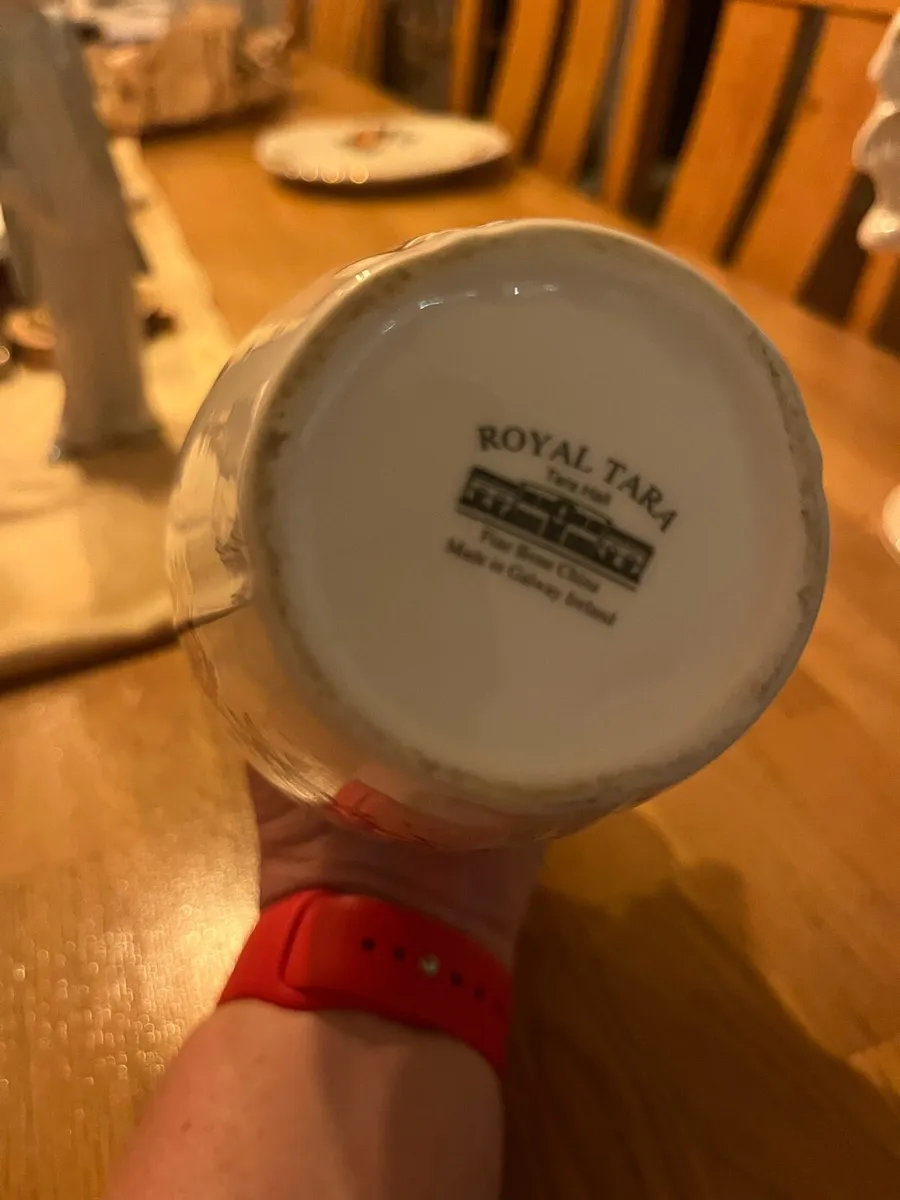 ROYAL TARA
Tara Hall
Fine Bone China
Made in Galway Ireland